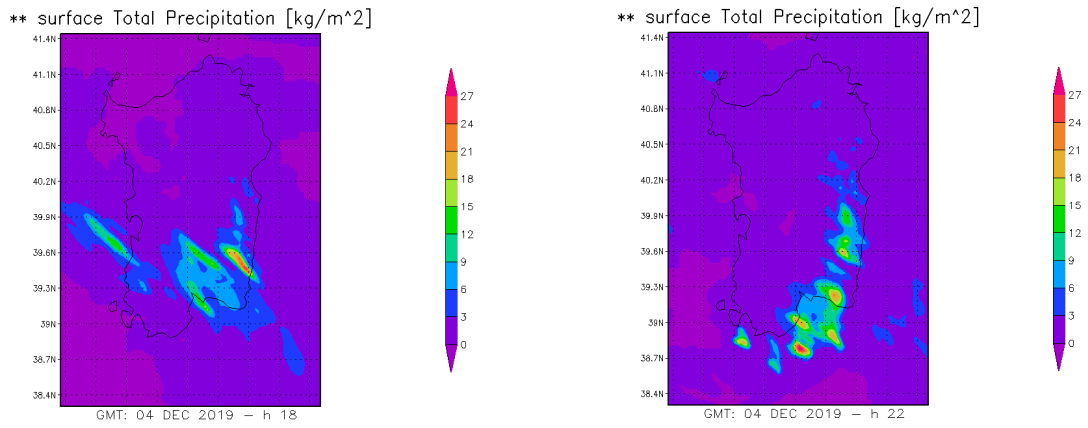 ** surface Total Precipitation [kg/m^2]
41.4N
41.1N
40.8N
40.5N
40.2N
39.9N
39.6N
39.3N
39N
38.7N
38.4N
27
24
21
18
15
12
9
6
3
0
GMT: 04 DEC 2019 – h 18
** surface Total Precipitation [kg/m^2]
41.4N
41.1N
40.8N
40.5N
40.2N
39.9N
39.6N
39.3N
39N
38.7N
38.4N
27
24
21
18
15
12
9
6
3
0
GMT: 04 DEC 2019 – h 22